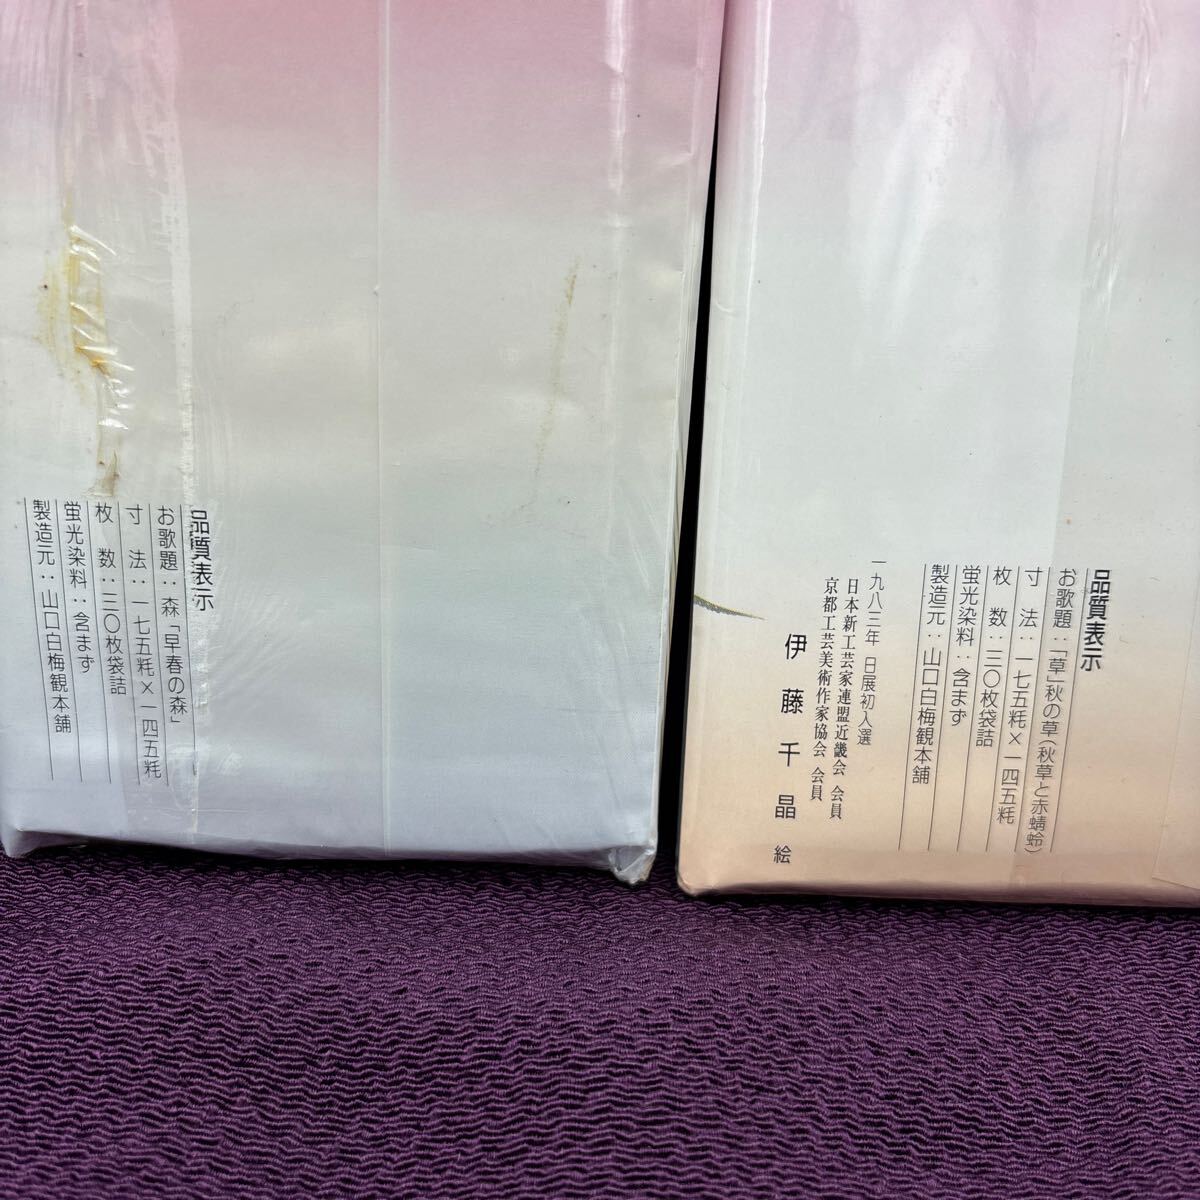 品質表示
お歌題：森「早春の森」
寸　法：一七五粍×一四五粍
枚　数：三〇枚袋詰
蛍光染料：含まず
製造元：山口白梅観本舗
品質表示
お歌題：「草」秋の草（秋草と赤蜻蛉）
寸　法：一七五粍×一四五粍
枚　数：三〇枚袋詰
蛍光染料：含まず
製造元：山口白梅観本舗
一九八三年　日展初入選
日本新工芸家連盟近畿会 会員
京都工芸美術作家協会 会員
伊藤千晶 絵